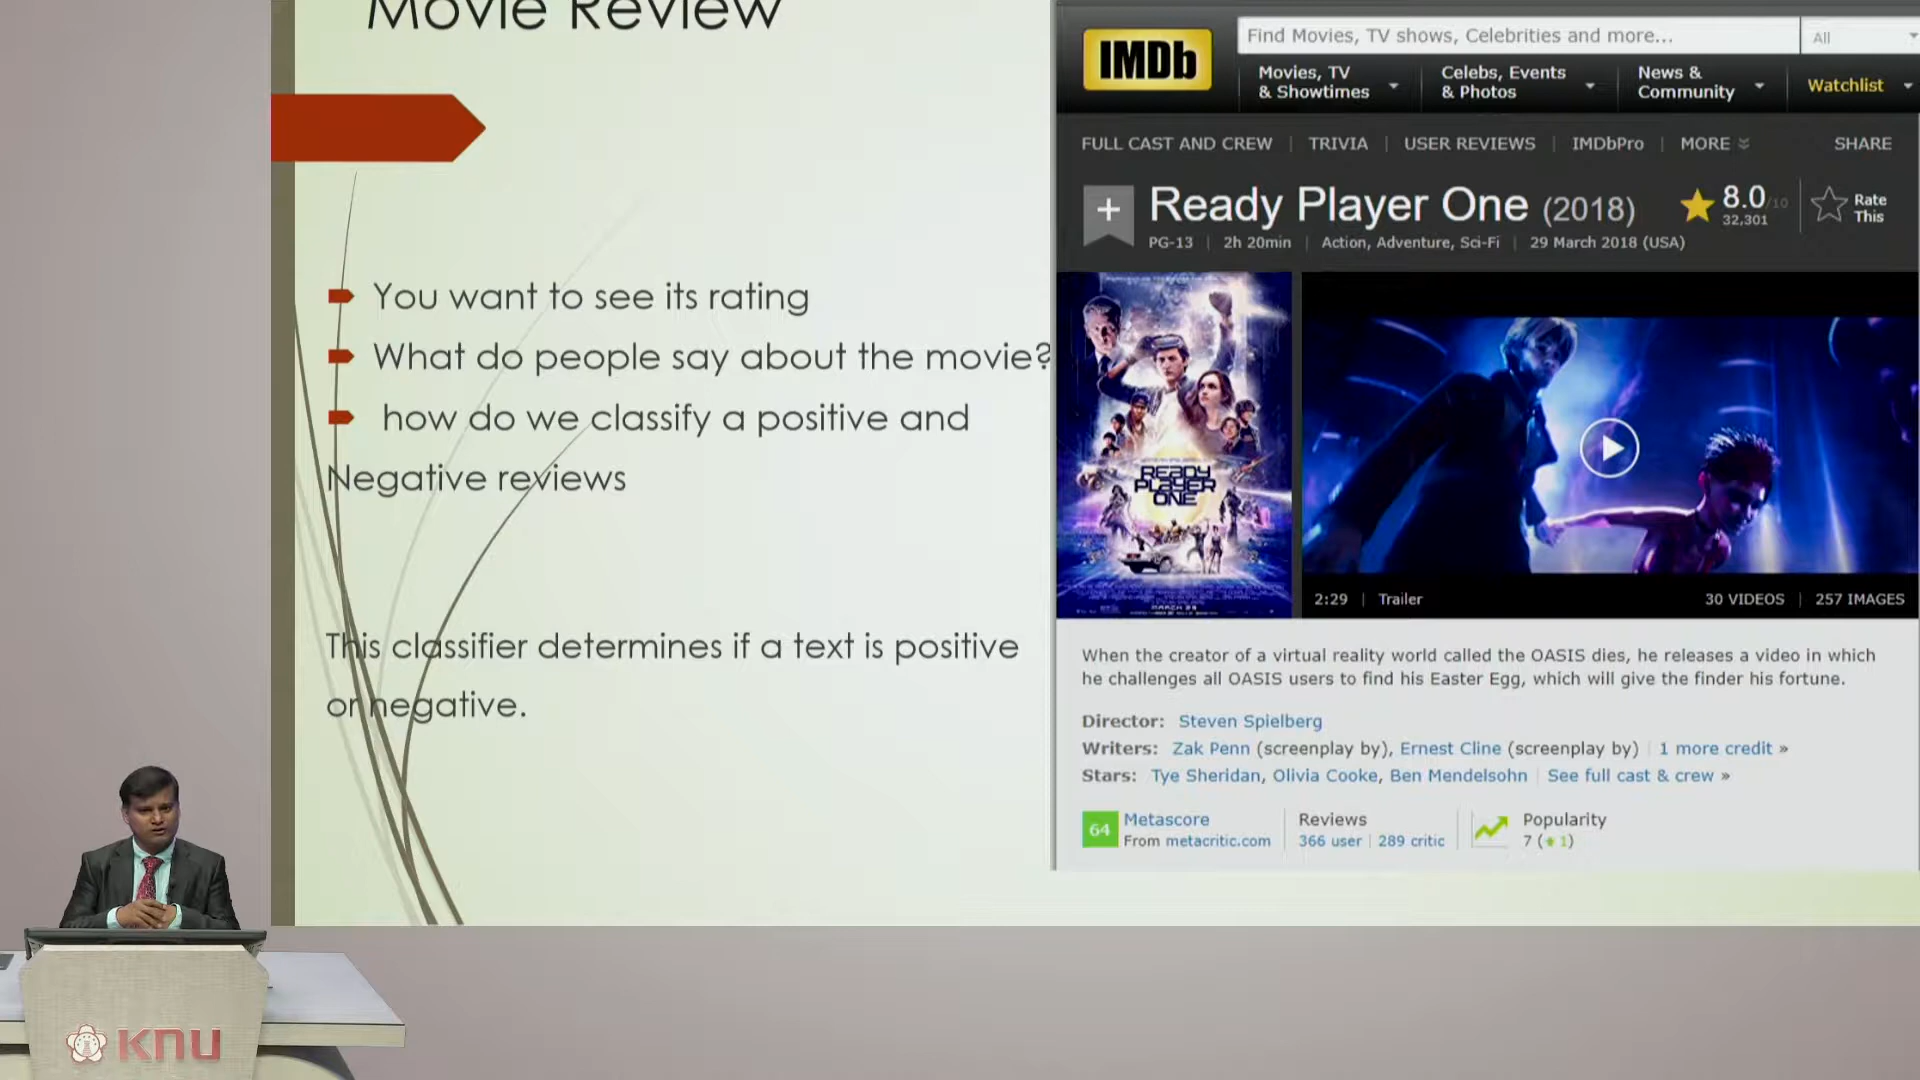 Movie Review
You want to see its rating
What do people say about the movie?
how do we classify a positive and
Negative reviews
This classifier determines if a text is positive
or negative.
IMDb
Find Movies, TV shows, Celebrities and more...
All
Movies, TV
& Showtimes
Celebs, Events
& Photos
News &
Community
Watchlist
FULL CAST AND CREW | TRIVIA | USER REVIEWS | IMDbPro | MORE
SHARE
+ Ready Player One (2018)
8.0/10
32,301
Rate
This
PG-13 | 2h 20min | Action, Adventure, Sci-Fi | 29 March 2018 (USA)
READY
PLAYER
ONE
MARCH 29
2:29 | Trailer
30 VIDEOS | 257 IMAGES
When the creator of a virtual reality world called the OASIS dies, he releases a video in which
he challenges all OASIS users to find his Easter Egg, which will give the finder his fortune.
Director: Steven Spielberg
Writers: Zak Penn (screenplay by), Ernest Cline (screenplay by) | 1 more credit »
Stars: Tye Sheridan, Olivia Cooke, Ben Mendelsohn | See full cast & crew »
64
Metascore
From metacritic.com
Reviews
366 user | 289 critic
Popularity
7 (1)
KNU